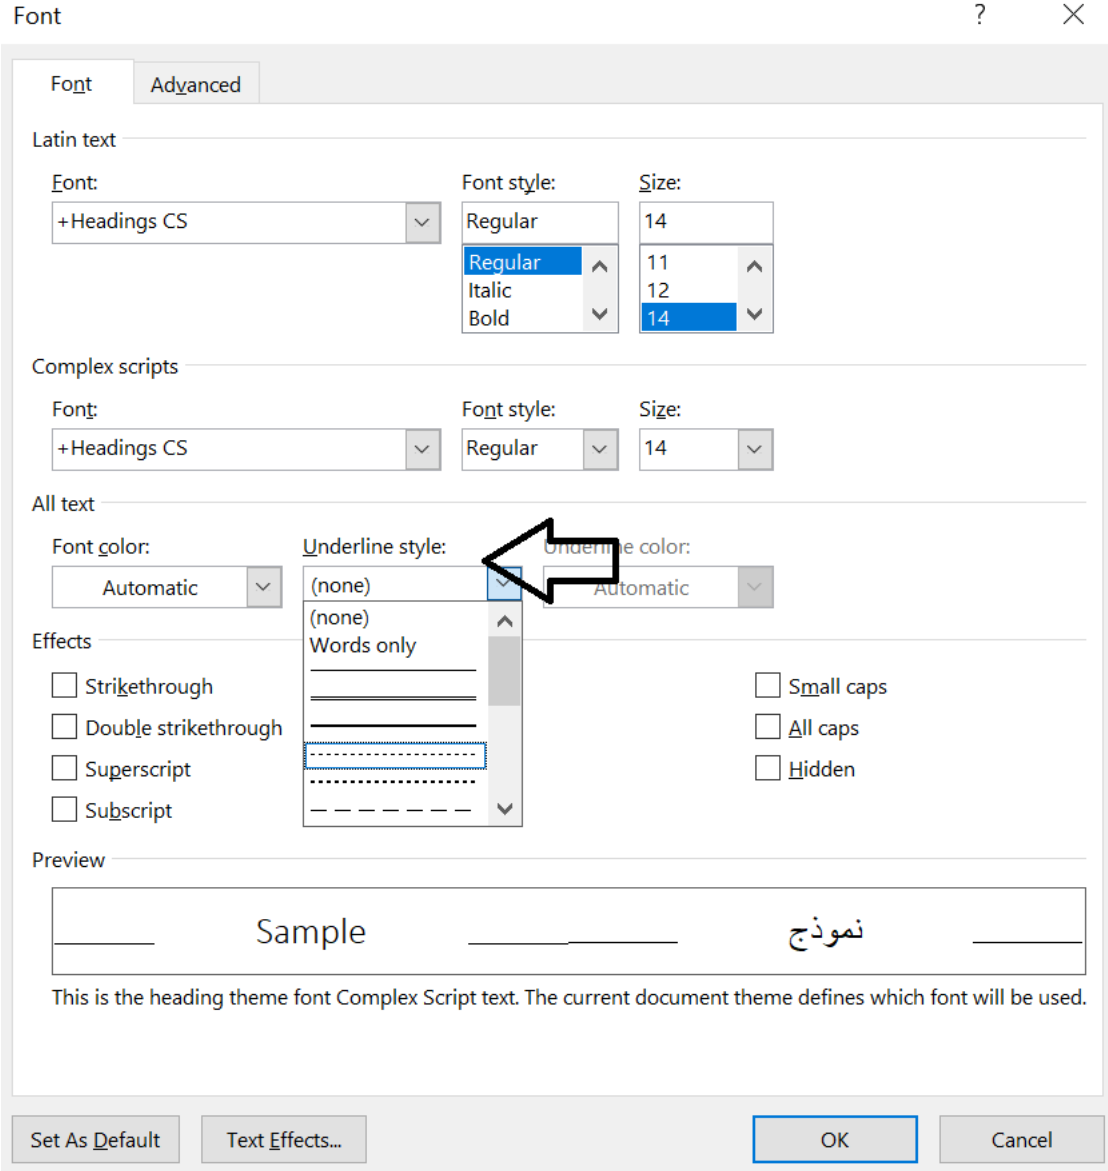 Font
?
Font
Advanced
Latin text
Font: Font style: Size:
+Headings CS Regular 14
Regular 11
Italic 12
Bold 14
Complex scripts
Font: Font style: Size:
+Headings CS Regular 14
All text
Font color: Underline style: Underline color:
Automatic (none) Automatic
(none)
Words only
Effects
Strikethrough Small caps
Double strikethrough All caps
Superscript Hidden
Subscript
Preview
Sample نموذج
This is the heading theme font Complex Script text. The current document theme defines which font will be used.
Set As Default Text Effects... OK Cancel